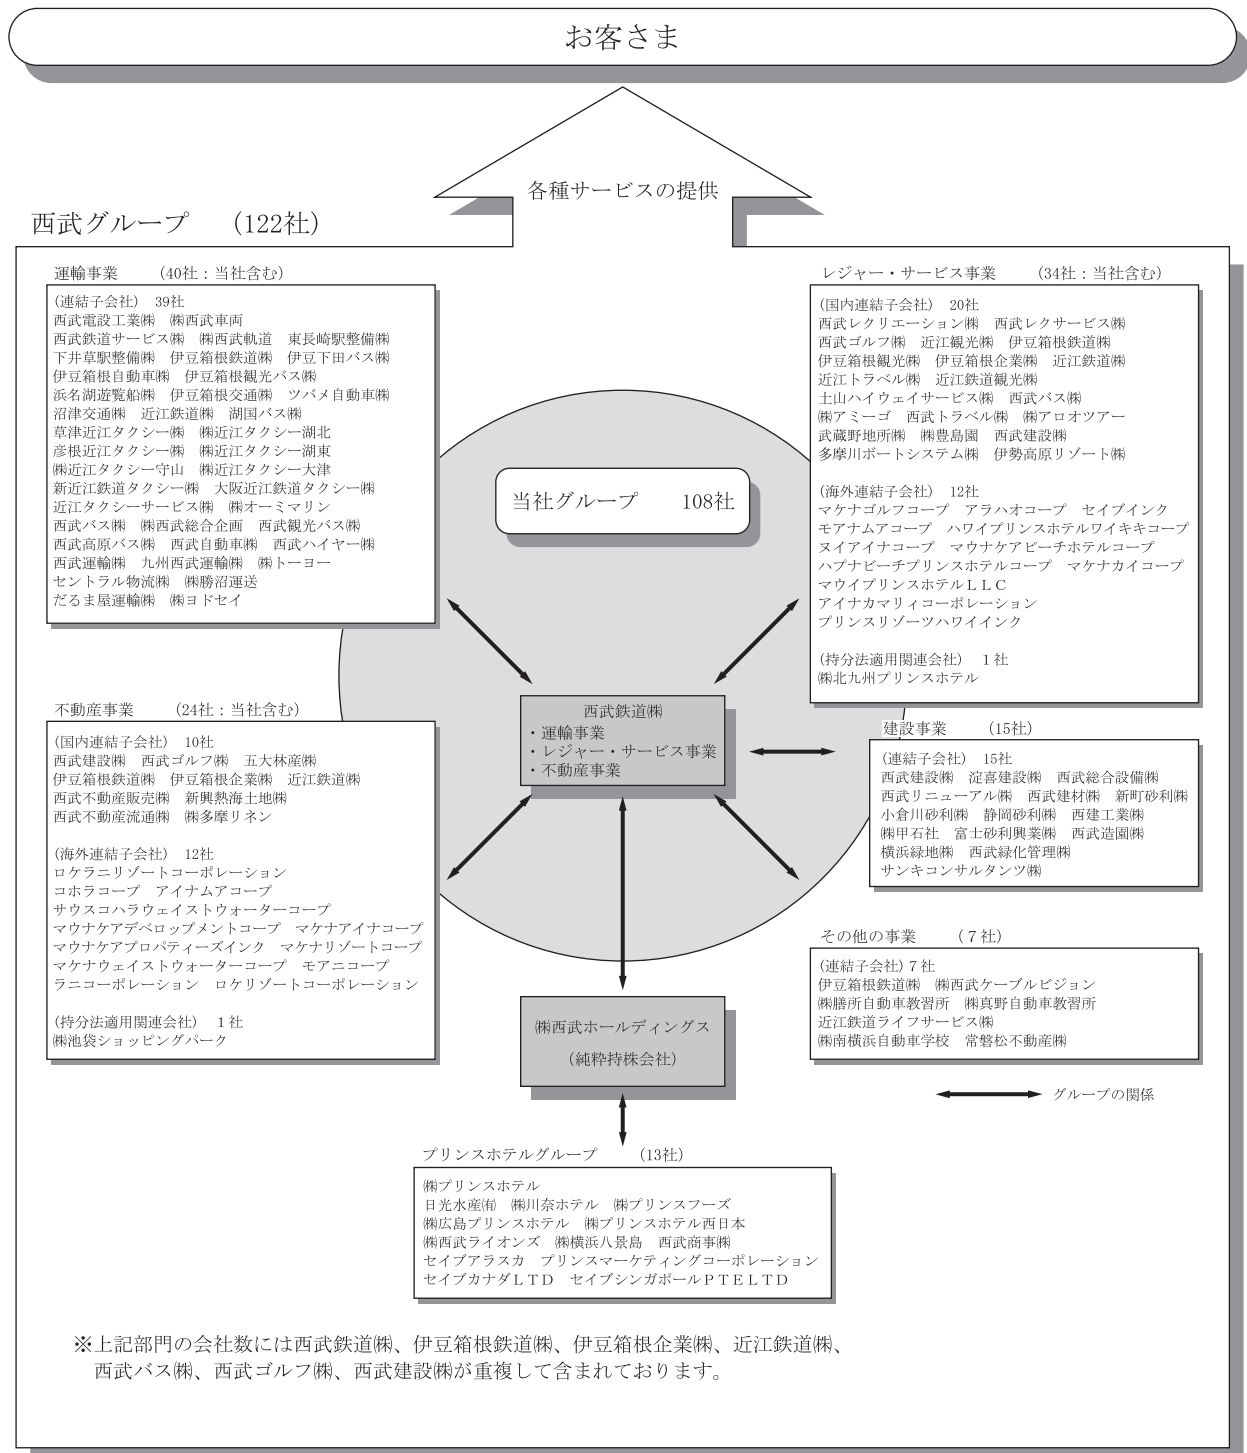 お客さま
各種サービスの提供
西武グループ　(122社)
運輸事業　(40社：当社含む)
(連結子会社)　39社
西武電設工業㈱　㈱西武車両
西武鉄道サービス㈱　㈱西武軌道　東長崎駅整備㈱
下井草駅整備㈱　伊豆箱根鉄道㈱　伊豆下田バス㈱
伊豆箱根自動車㈱　伊豆箱根観光バス㈱
浜名湖遊覧船㈱　伊豆箱根交通㈱　ツバメ自動車㈱
沼津交通㈱　近江鉄道㈱　湖国バス㈱
草津近江タクシー㈱　㈱近江タクシー湖北
彦根近江タクシー㈱　㈱近江タクシー湖東
㈱近江タクシー守山　㈱近江タクシー大津
新近江鉄道タクシー㈱　大阪近江鉄道タクシー㈱
近江タクシーサービス㈱　㈱オーミマリン
西武バス㈱　㈱西武総合企画　西武観光バス㈱
西武高原バス㈱　西武自動車㈱　西武ハイヤー㈱
西武運輸㈱　九州西武運輸㈱　㈱トーヨー
セントラル物流㈱　㈱勝沼運送
だるま屋運輸㈱　㈱ヨドセイ
レジャー・サービス事業　(34社：当社含む)
(国内連結子会社)　20社
西武レクリエーション㈱　西武レクサービス㈱
西武ゴルフ㈱　近江観光㈱　伊豆箱根鉄道㈱
伊豆箱根観光㈱　伊豆箱根企業㈱　近江鉄道㈱
近江トラベル㈱　近江鉄道観光㈱
土山ハイウェイサービス㈱　西武バス㈱
㈱アミーゴ　西武トラベル㈱　㈱アロオツアー
武蔵野地所㈱　㈱豊島園　西武建設㈱
多摩川ボートシステム㈱　伊勢高原リゾート㈱
(海外連結子会社)　12社
マケナゴルフコープ　アラハオコープ　セイブインク
モアナムアコープ　ハワイプリンスホテルワイキキコープ
ヌイアイナコープ　マウナケアビーチホテルコープ
ハプナビーチプリンスホテルコープ　マケナカイコープ
マウイプリンスホテルＬＬＣ
アイナカマリィコーポレーション
プリンスリゾーツハワイインク
(持分法適用関連会社)　１社
㈱北九州プリンスホテル
当社グループ　108社
西武鉄道㈱
・運輸事業
・レジャー・サービス事業
・不動産事業
不動産事業　(24社：当社含む)
(国内連結子会社)　10社
西武建設㈱　西武ゴルフ㈱　五大林産㈱
伊豆箱根鉄道㈱　伊豆箱根企業㈱　近江鉄道㈱
西武不動産販売㈱　新興熱海土地㈱
西武不動産流通㈱　㈱多摩リネン
(海外連結子会社)　12社
ロケラニリゾートコーポレーション
コホラコープ　アイナムアコープ
サウスコハラウェイストウォーターコープ
マウナケアデベロップメントコープ　マケナアイナコープ
マウナケアプロパティーズインク　マケナリゾートコープ
マケナウェイストウォーターコープ　モアニコープ
ラニコーポレーション　ロケリゾートコーポレーション
(持分法適用関連会社)　１社
㈱池袋ショッピングパーク
建設事業　(15社)
(連結子会社)　15社
西武建設㈱　淀喜建設㈱　西武総合設備㈱
西武リニューアル㈱　西武建材㈱　新町砂利㈱
小倉川砂利㈱　静岡砂利㈱　西建工業㈱
㈱甲石社　富士砂利興業㈱　西武造園㈱
横浜緑地㈱　西武緑化管理㈱
サンキコンサルタンツ㈱
その他の事業　(７社)
(連結子会社)７社
伊豆箱根鉄道㈱　㈱西武ケーブルビジョン
㈱膳所自動車教習所　㈱真野自動車教習所
近江鉄道ライフサービス㈱
㈱南横浜自動車学校　常磐松不動産㈱
㈱西武ホールディングス
(純粋持株会社)
グループの関係
プリンスホテルグループ　(13社)
㈱プリンスホテル
日光水産㈲　㈱川奈ホテル　㈱プリンスフーズ
㈱広島プリンスホテル　㈱プリンスホテル西日本
㈱西武ライオンズ　㈱横浜八景島　西武商事㈱
セイブアラスカ　プリンスマーケティングコーポレーション
セイブカナダＬＴＤ　セイブシンガポールＰＴＥＬＴＤ
※上記部門の会社数には西武鉄道㈱、伊豆箱根鉄道㈱、伊豆箱根企業㈱、近江鉄道㈱、
西武バス㈱、西武ゴルフ㈱、西武建設㈱が重複して含まれております。